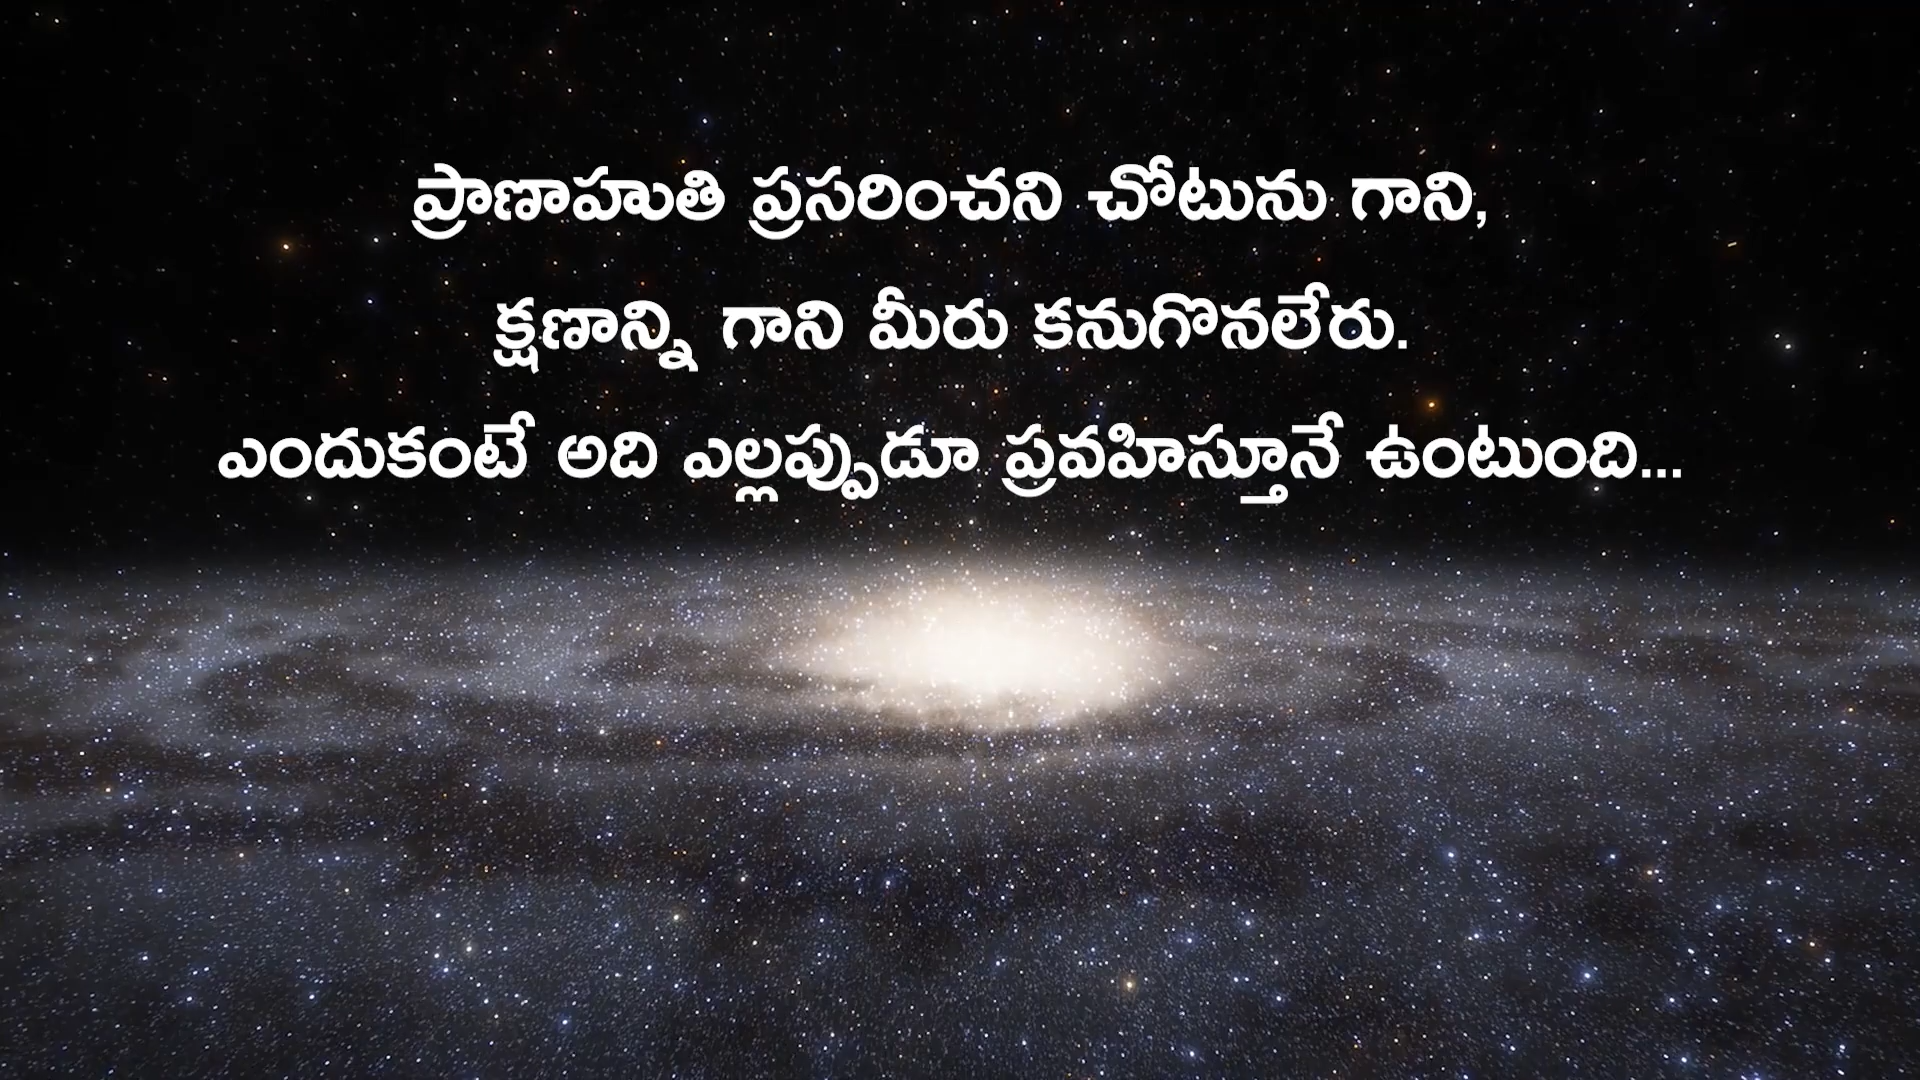 ప్రాణాహుతి ప్రసరించని చోటును గాని,
క్షణాన్ని గాని మీరు కనుగొనలేరు.
ఎందుకంటే అది ఎల్లప్పుడూ ప్రవహిస్తూనే ఉంటుంది...